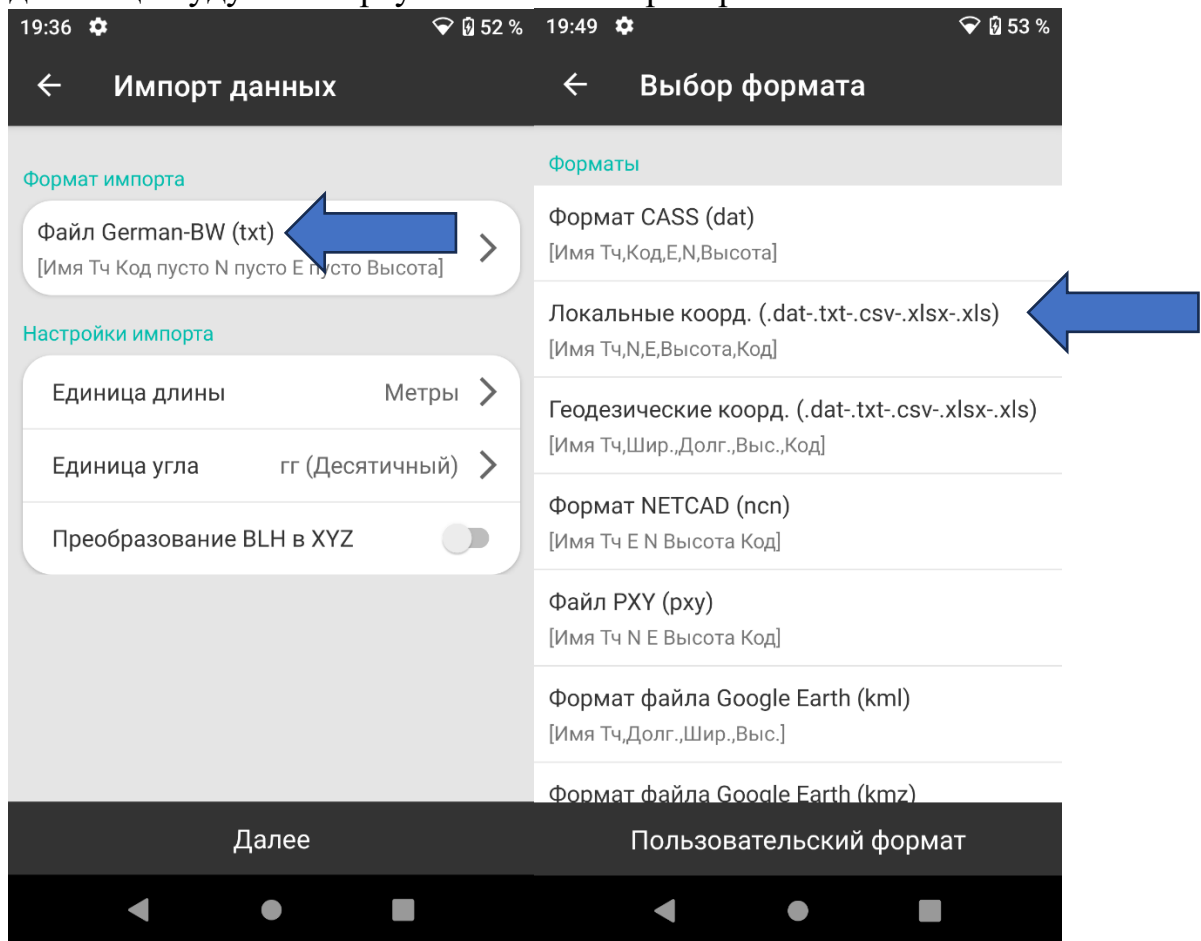 19:36 52 %
Импорт данных
Формат импорта
Файл German-BW (txt)
[Имя Тч Код пусто N пусто E пусто Высота]
Настройки импорта
Единица длины Метры
Единица угла гг (Десятичный)
Преобразование BLH в XYZ
Далее
19:49 53 %
Выбор формата
Форматы
Формат CASS (dat)
[Имя Тч,Код,E,N,Высота]
Локальные коорд. (.dat-.txt-.csv-.xlsx-.xls)
[Имя Тч,N,E,Высота,Код]
Геодезические коорд. (.dat-.txt-.csv-.xlsx-.xls)
[Имя Тч,Шир.,Долг.,Выс.,Код]
Формат NETCAD (ncn)
[Имя Тч E N Высота Код]
Файл PXY (pxy)
[Имя Тч N E Высота Код]
Формат файла Google Earth (kml)
[Имя Тч,Долг.,Шир.,Выс.]
Формат файла Google Earth (kmz)
Пользовательский формат